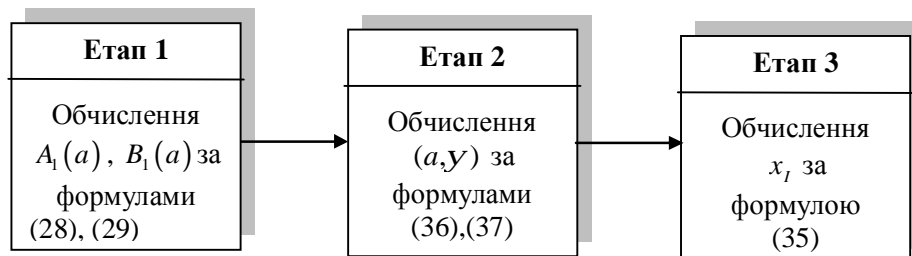 Етап 1
Обчислення
A₁(a), B₁(a) за
формулами
(28), (29)
Етап 2
Обчислення
(a,y) за
формулами
(36),(37)
Етап 3
Обчислення
x_I за
формулою
(35)